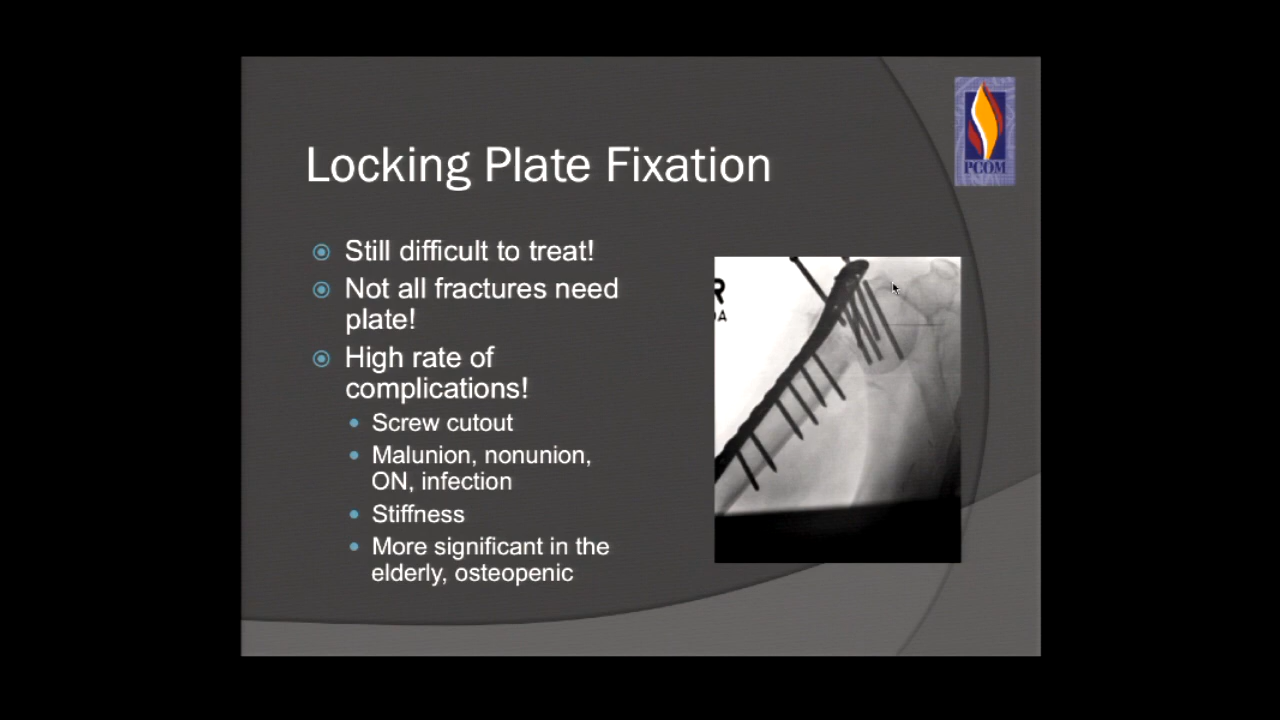 PCOM
Locking Plate Fixation
Still difficult to treat!
Not all fractures need
plate!
High rate of
complications!
Screw cutout
Malunion, nonunion,
ON, infection
Stiffness
More significant in the
elderly, osteopenic
R